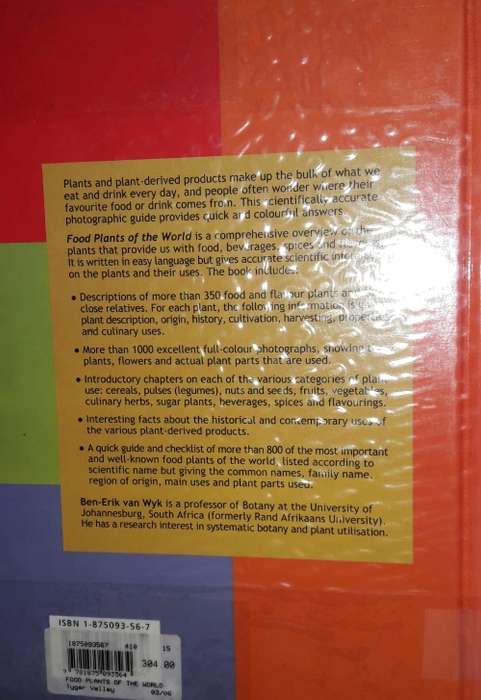 Plants and plant-derived products make up the bulk of what we
eat and drink every day, and people often wonder where their
favourite food or drink comes from. This scientifically accurate
photographic guide provides quick and colourful answers
Food Plants of the World is a comprehensive overview of the
plants that provide us with food, beverages, spices and
It is written in easy language but gives accurate scientific
on the plants and their uses. The book includes:
• Descriptions of more than 350 food and flavour plants and
close relatives. For each plant, the following information is
plant description, origin, history, cultivation, harvesting, properties
and culinary uses.
• More than 1000 excellent full-colour photographs, showing
plants, flowers and actual plant parts that are used.
• Introductory chapters on each of the various categories of plant
use: cereals, pulses (legumes), nuts and seeds, fruits, vegetables,
culinary herbs, sugar plants, beverages, spices and flavourings.
• Interesting facts about the historical and contemporary uses of
the various plant-derived products.
• A quick guide and checklist of more than 800 of the most important
and well-known food plants of the world, listed according to
scientific name but giving the common names, family name,
region of origin, main uses and plant parts used.
Ben-Erik van Wyk is a professor of Botany at the University of
Johannesburg, South Africa (formerly Rand Afrikaans University).
He has a research interest in systematic botany and plant utilisation.
ISBN 1-875093-56-7
1875093567 010 15
304.00
9 781875 093564
FOOD PLANTS OF THE WORLD
Tyger Valley 03/06